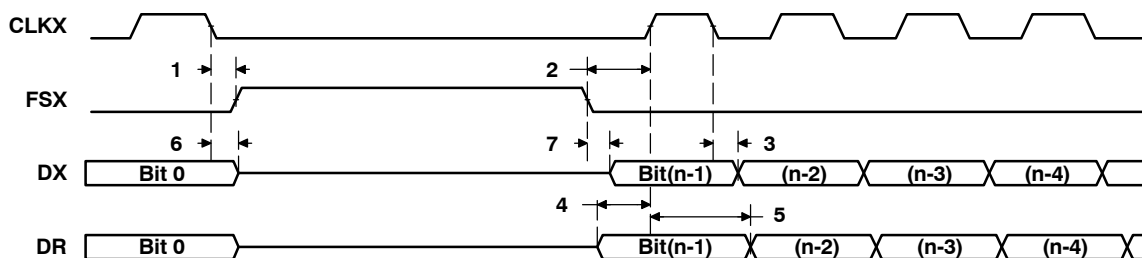 CLKX
1 2
FSX
6 7 3
DX Bit 0 Bit(n-1) (n-2) (n-3) (n-4)
4 5
DR Bit 0 Bit(n-1) (n-2) (n-3) (n-4)